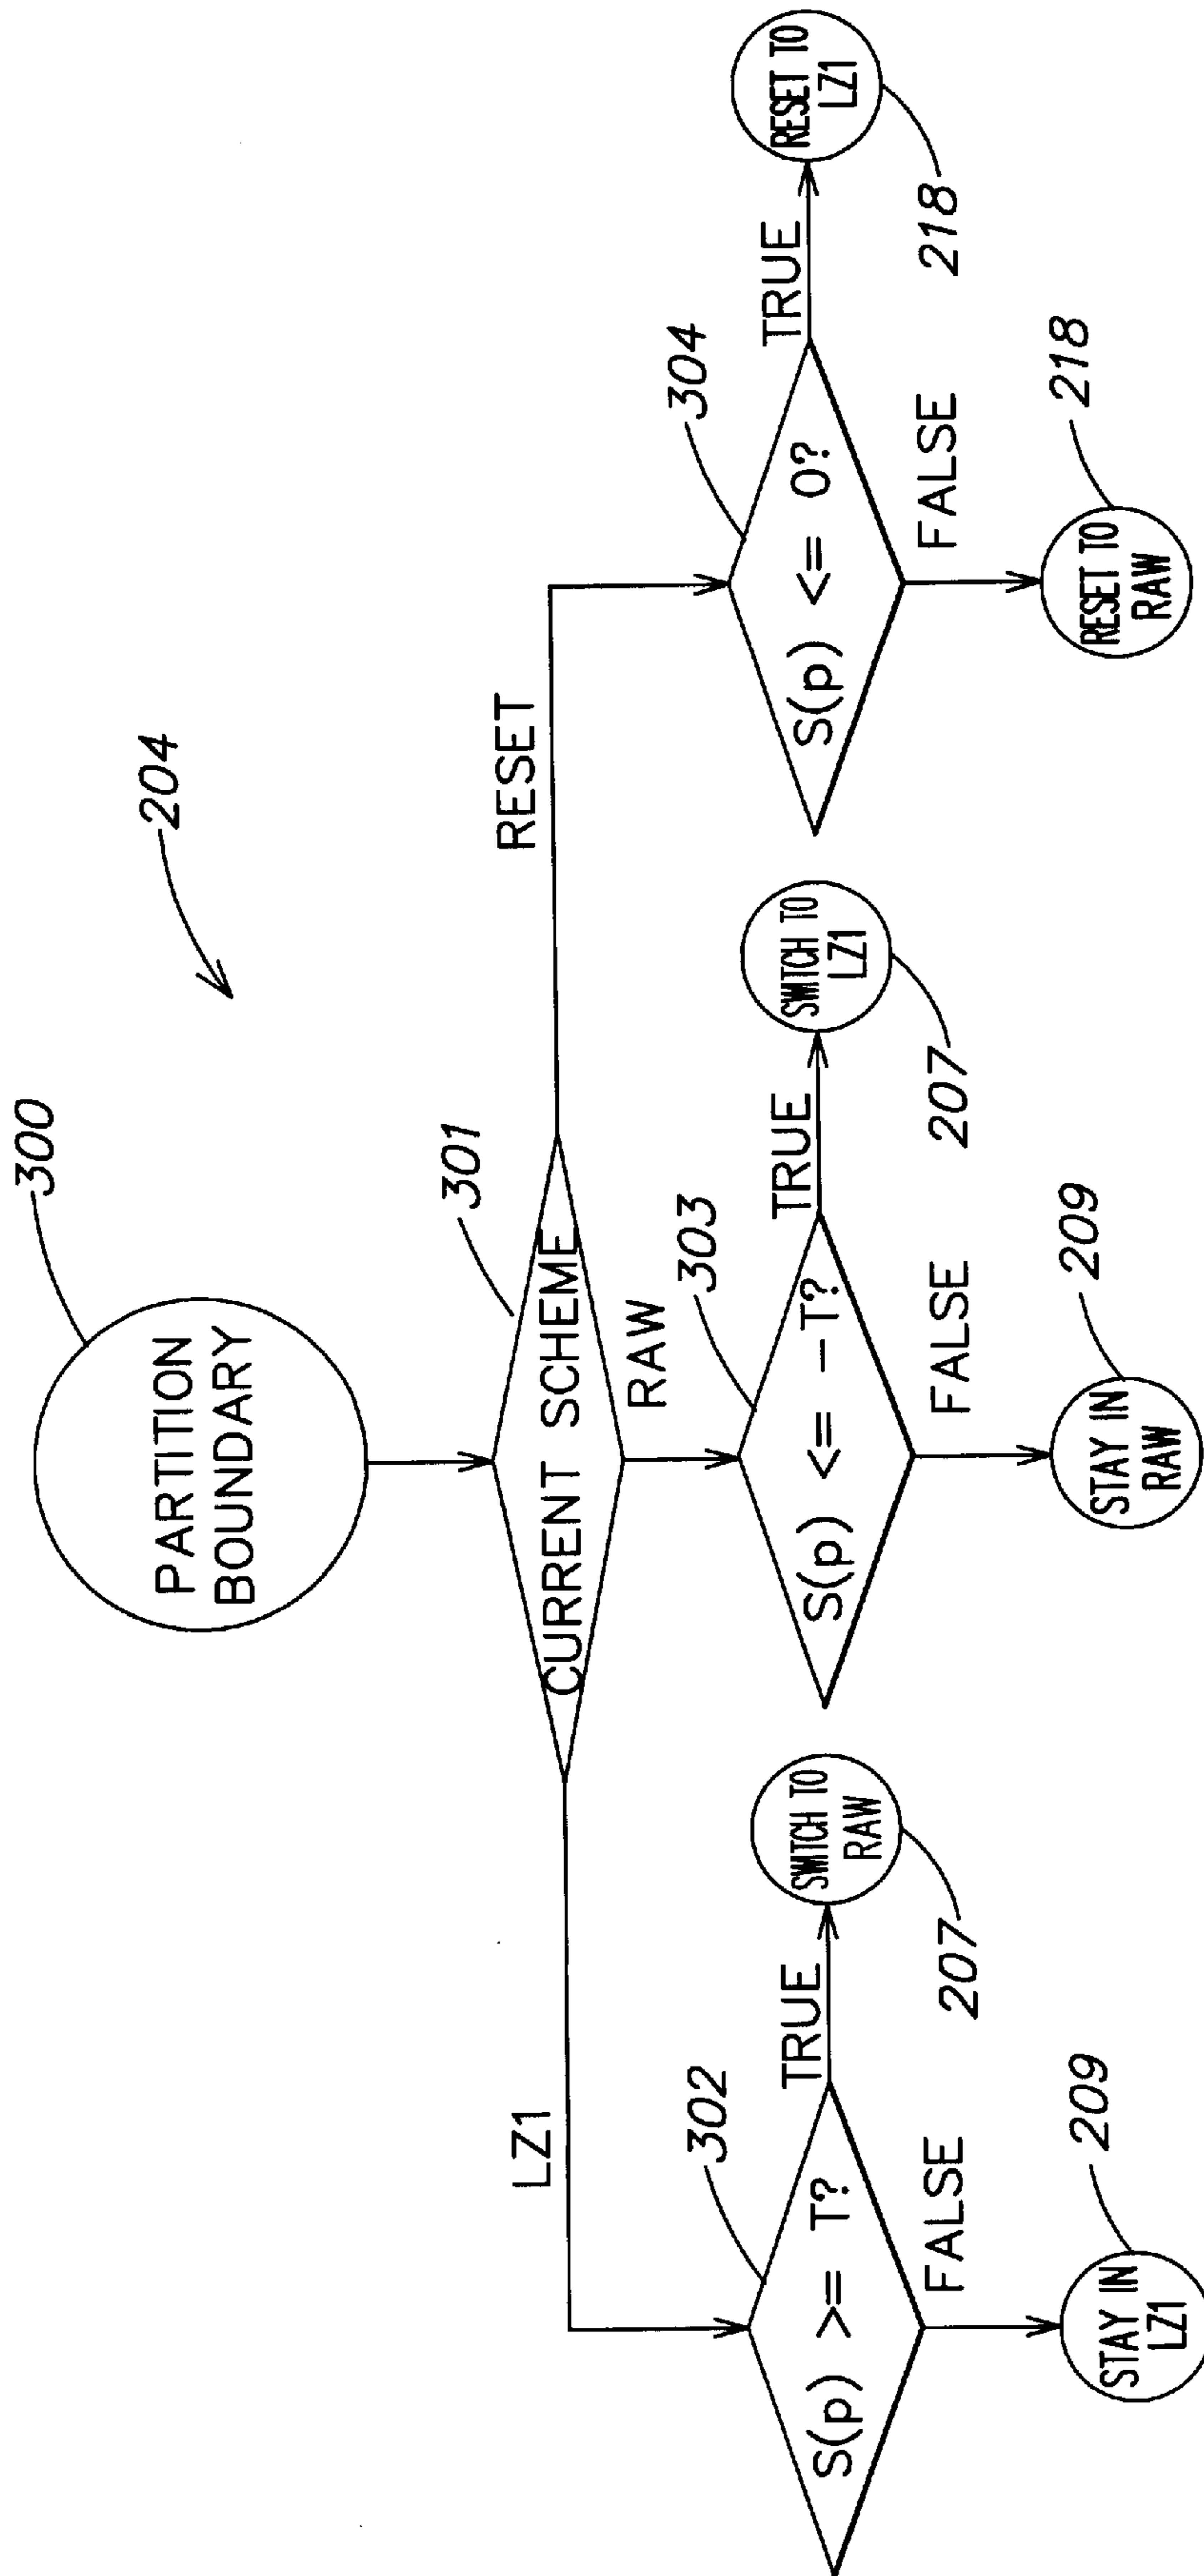 300
PARTITION
BOUNDARY
204
301
CURRENT SCHEME
LZ1
RAW
RESET
302
S(p) >= T?
TRUE
SWITCH TO
RAW
207
FALSE
STAY IN
LZ1
209
303
S(p) <= -T?
TRUE
SWITCH TO
LZ1
207
FALSE
STAY IN
RAW
209
304
S(p) <= 0?
TRUE
RESET TO
LZ1
218
FALSE
RESET TO
RAW
218